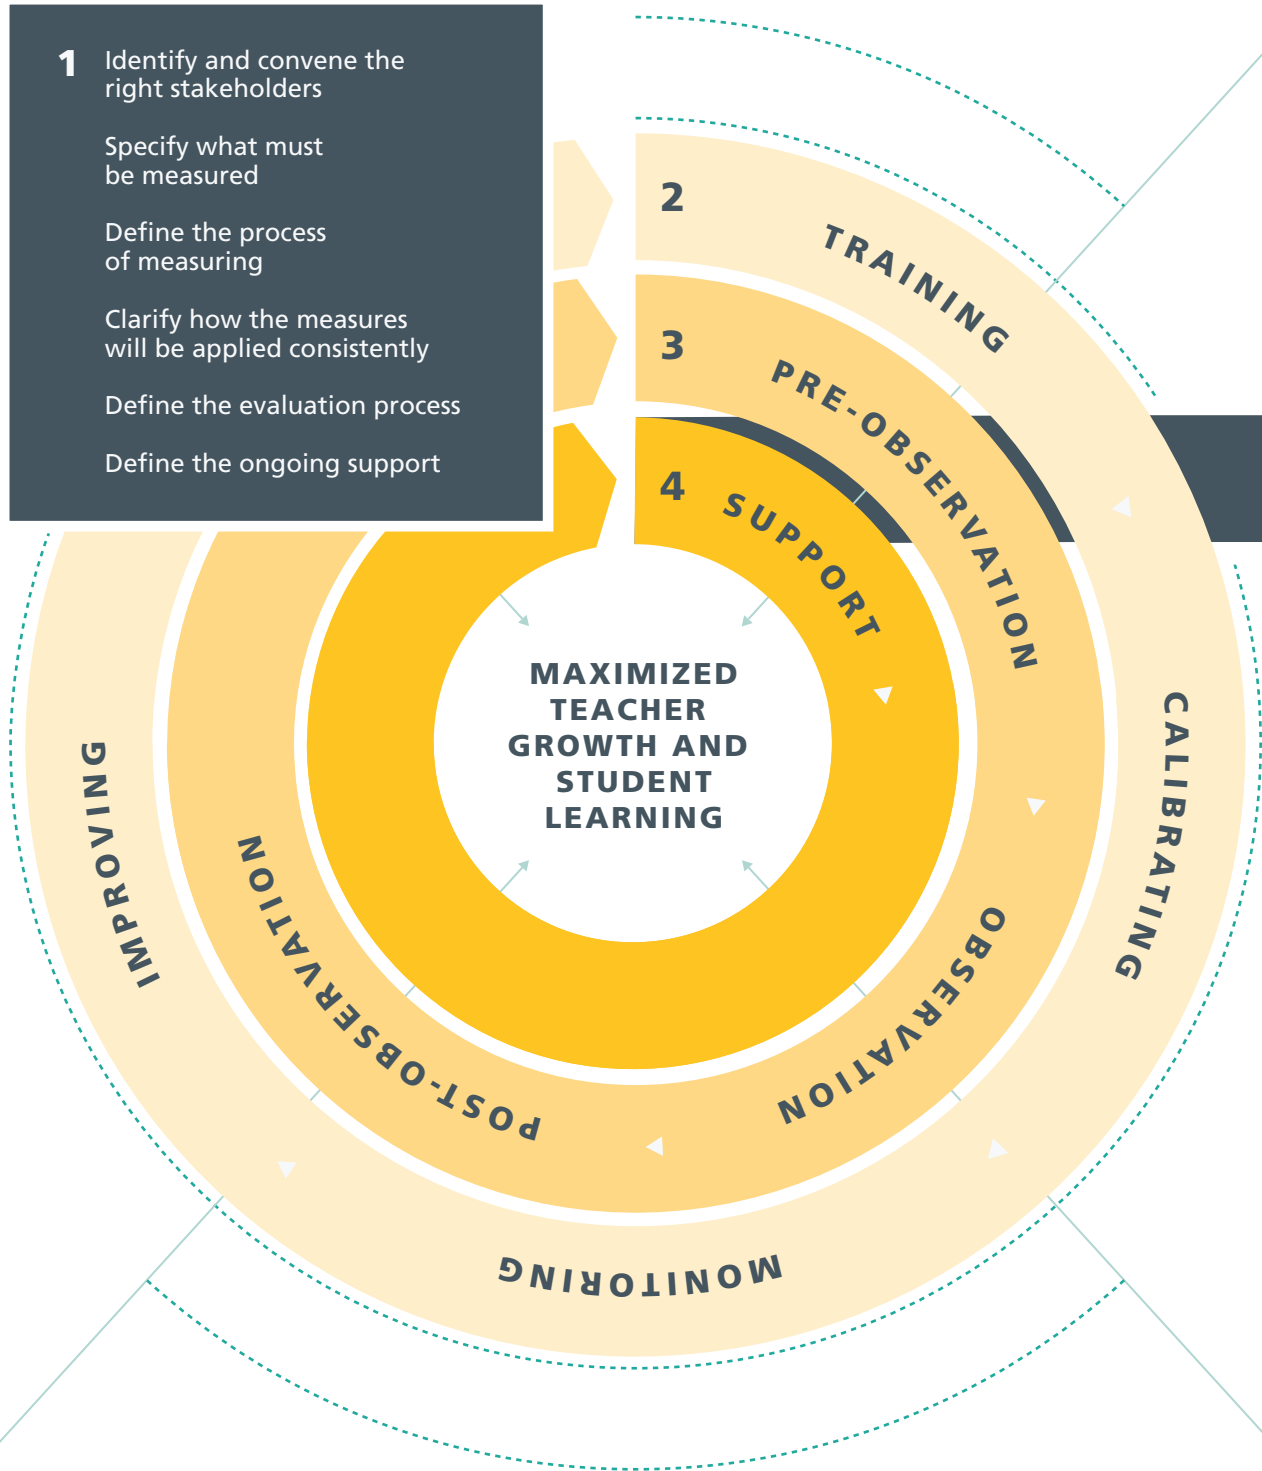 1
Identify and convene the
right stakeholders
Specify what must
be measured
Define the process
of measuring
Clarify how the measures
will be applied consistently
Define the evaluation process
Define the ongoing support
2
TRAINING
CALIBRATING
MONITORING
IMPROVING
3
PRE-OBSERVATION
OBSERVATION
POST-OBSERVATION
4
SUPPORT
MAXIMIZED
TEACHER
GROWTH AND
STUDENT
LEARNING